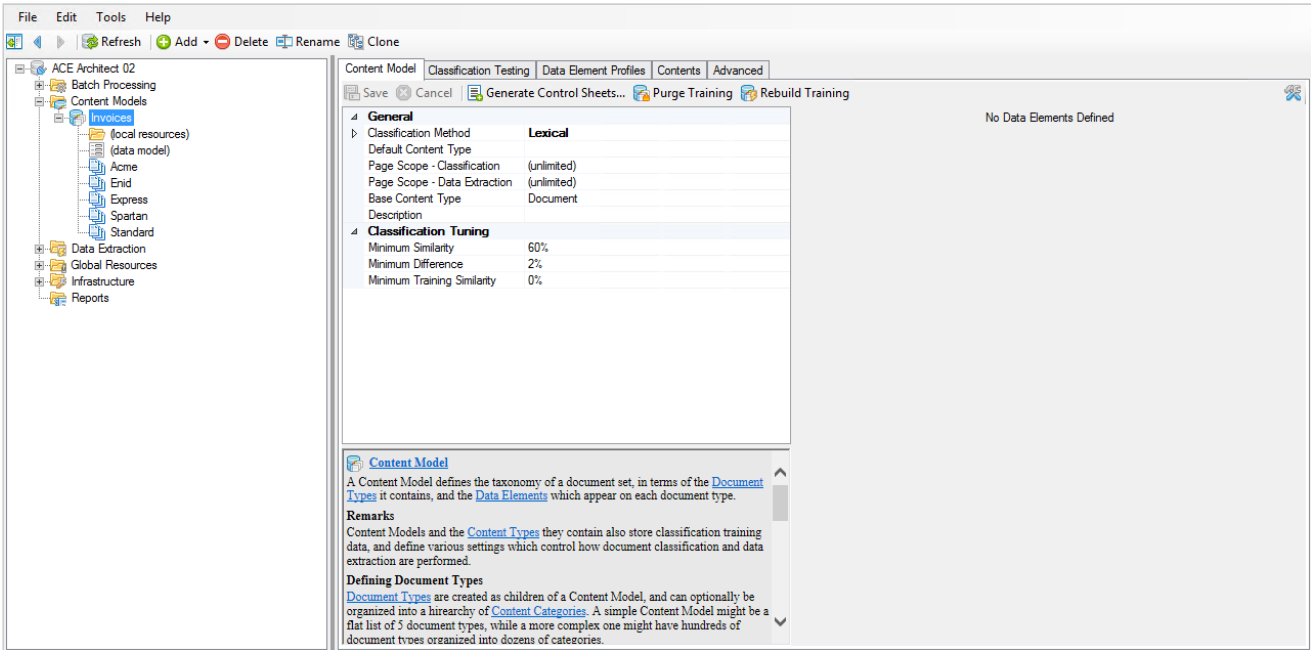 File Edit Tools Help
Refresh Add Delete Rename Clone
ACE Architect 02
Batch Processing
Content Models
Invoices
(local resources)
(data model)
Acme
Enid
Express
Spartan
Standard
Data Extraction
Global Resources
Infrastructure
Reports
Content Model Classification Testing Data Element Profiles Contents Advanced
Save Cancel Generate Control Sheets... Purge Training Rebuild Training
General
Classification Method Lexical
Default Content Type
Page Scope - Classification (unlimited)
Page Scope - Data Extraction (unlimited)
Base Content Type Document
Description
Classification Tuning
Minimum Similarity 60%
Minimum Difference 2%
Minimum Training Similarity 0%
Content Model
A Content Model defines the taxonomy of a document set, in terms of the Document
Types it contains, and the Data Elements which appear on each document type.
Remarks
Content Models and the Content Types they contain also store classification training
data, and define various settings which control how document classification and data
extraction are performed.
Defining Document Types
Document Types are created as children of a Content Model, and can optionally be
organized into a hirearchy of Content Categories. A simple Content Model might be a
flat list of 5 document types, while a more complex one might have hundreds of
document types organized into dozens of categories.
No Data Elements Defined